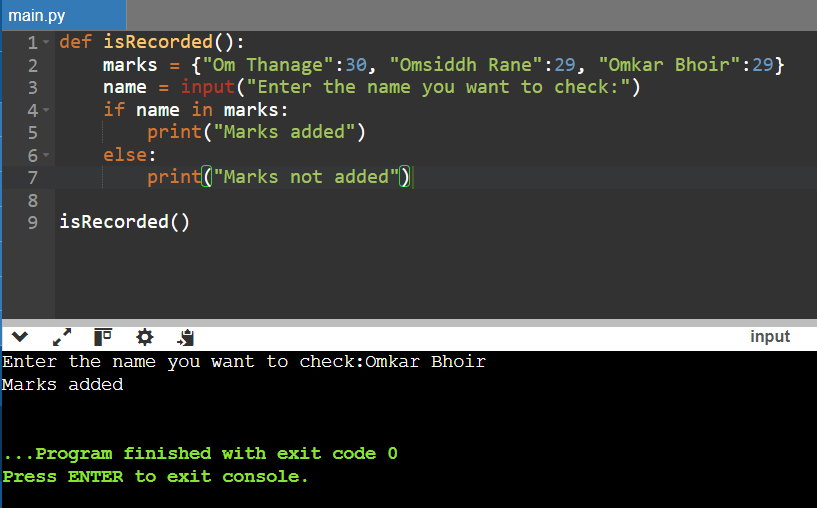 main.py
1 def isRecorded():
2     marks = {"Om Thanage":30, "Omsiddh Rane":29, "Omkar Bhoir":29}
3     name = input("Enter the name you want to check:")
4     if name in marks:
5         print("Marks added")
6     else:
7         print("Marks not added")
8
9 isRecorded()
input
Enter the name you want to check:Omkar Bhoir
Marks added
...Program finished with exit code 0
Press ENTER to exit console.